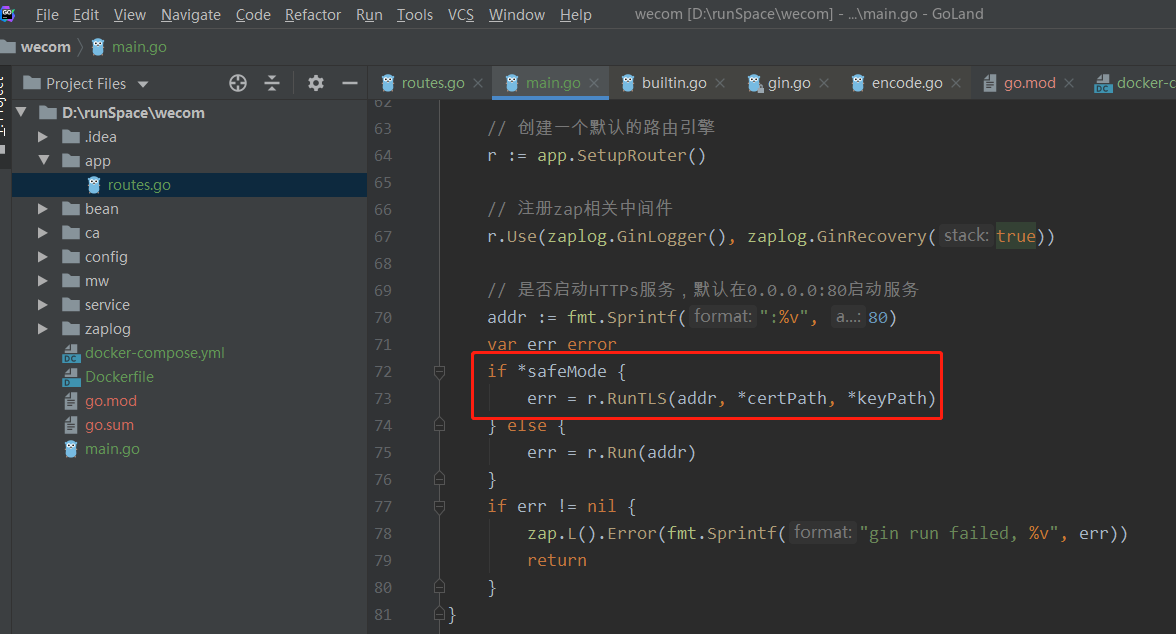 File Edit View Navigate Code Refactor Run Tools VCS Window Help wecom [D:\runSpace\wecom] - ...\main.go - GoLand
wecom main.go
Project Files
routes.go main.go builtin.go gin.go encode.go go.mod docker-c
D:\runSpace\wecom
.idea
app
routes.go
bean
ca
config
mw
service
zaplog
docker-compose.yml
Dockerfile
go.mod
go.sum
main.go
62
63 // 创建一个默认的路由引擎
64 r := app.SetupRouter()
65
66 // 注册zap相关中间件
67 r.Use(zaplog.GinLogger(), zaplog.GinRecovery( stack: true))
68
69 // 是否启动HTTPs服务，默认在0.0.0.0:80启动服务
70 addr := fmt.Sprintf( format: ":%v", a...: 80)
71 var err error
72 if *safeMode {
73 err = r.RunTLS(addr, *certPath, *keyPath)
74 } else {
75 err = r.Run(addr)
76 }
77 if err != nil {
78 zap.L().Error(fmt.Sprintf( format: "gin run failed, %v", err))
79 return
80 }
81 }